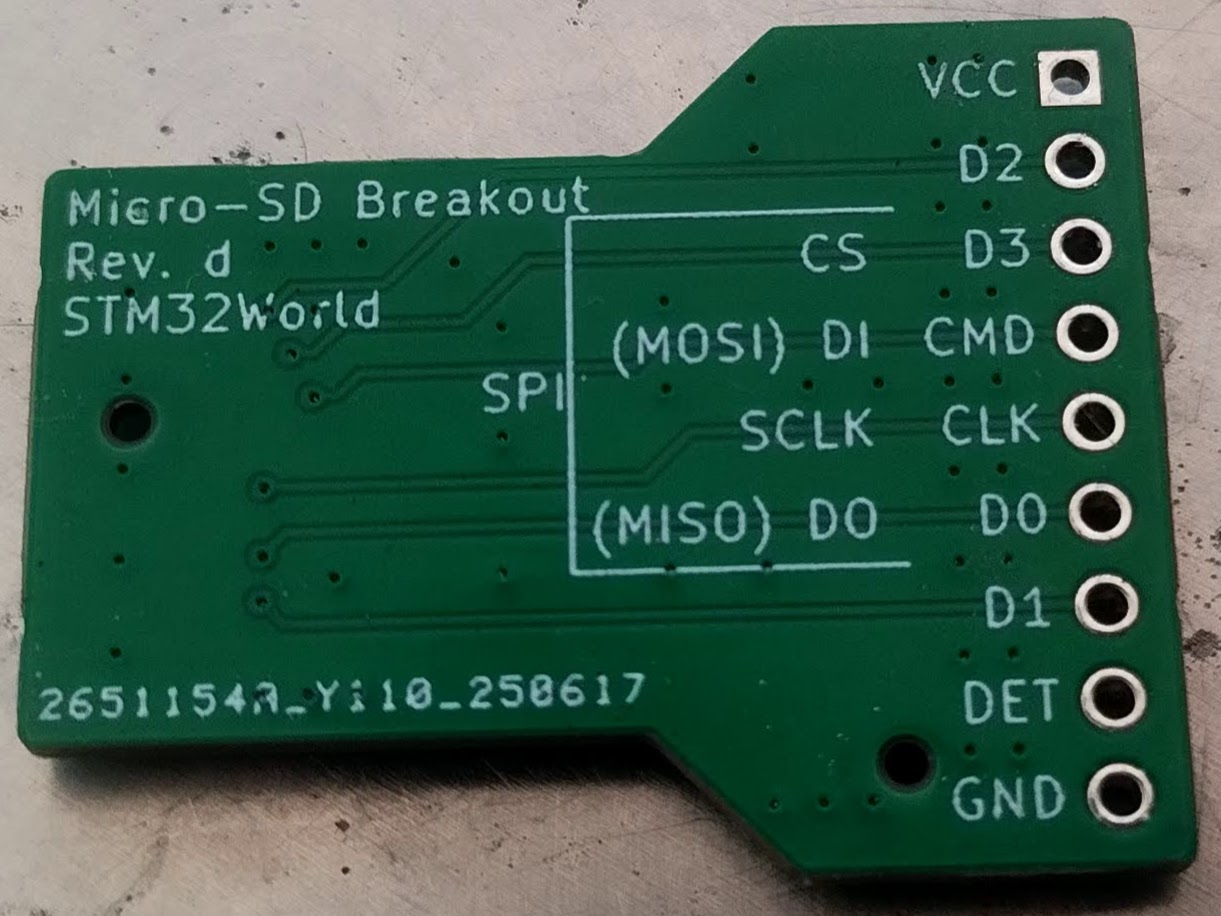 Micro-SD Breakout
Rev. d
STM32World
VCC
D2
CS D3
(MOSI) DI CMD
SPI
SCLK CLK
(MISO) DO D0
D1
DET
GND